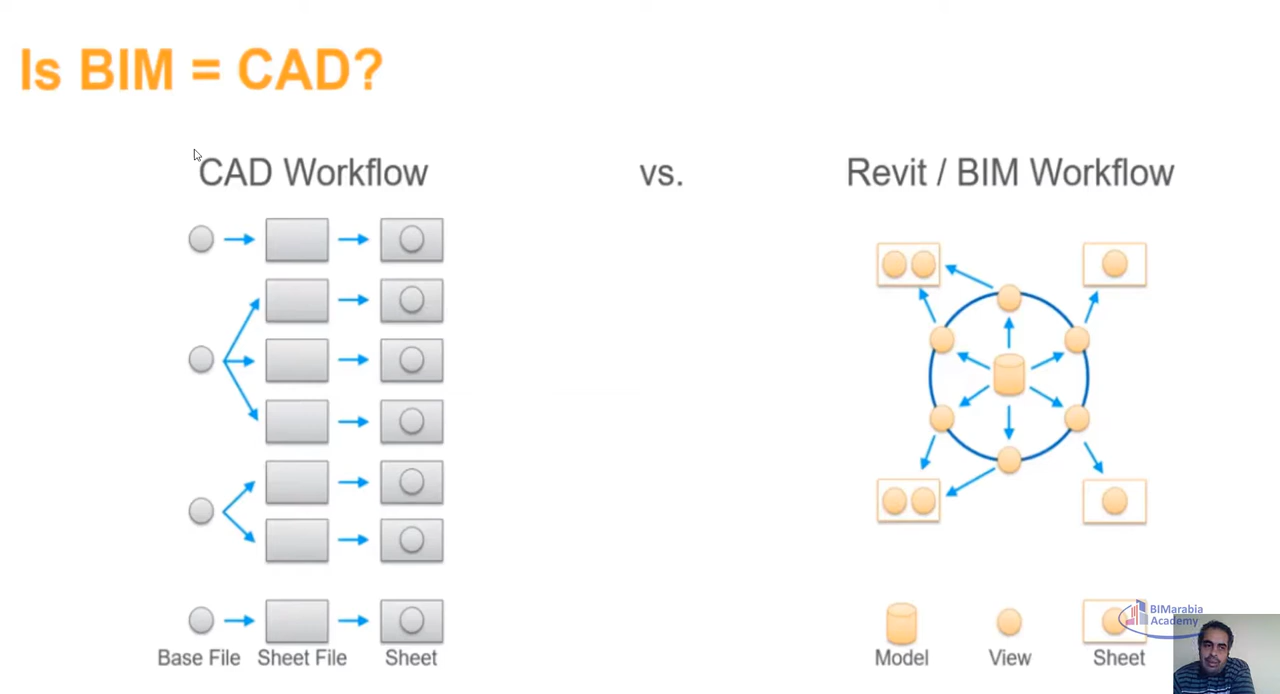 Is BIM = CAD?
CAD Workflow
vs.
Revit / BIM Workflow
Base File
Sheet File
Sheet
Model
View
Sheet
BIMarabia
Academy